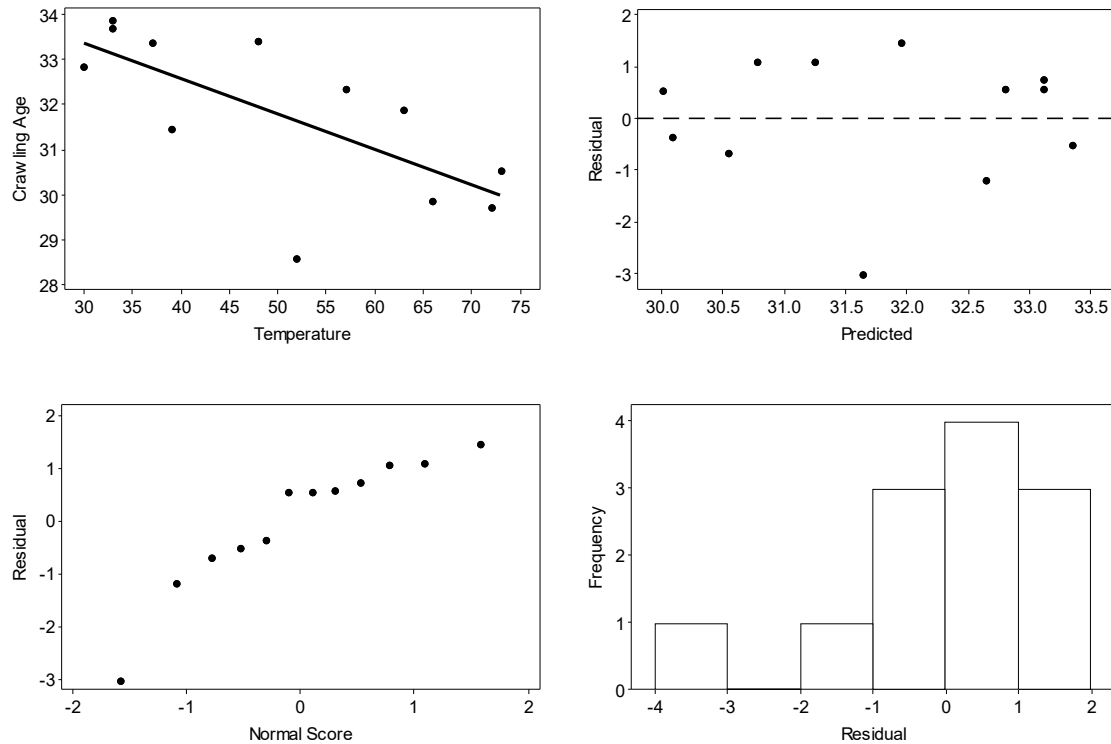 34
33
32
31
30
29
28
Crawling Age
30 35 40 45 50 55 60 65 70 75
Temperature
2
1
0
-1
-2
-3
Residual
30.0 30.5 31.0 31.5 32.0 32.5 33.0 33.5
Predicted
2
1
0
-1
-2
-3
Residual
-2 -1 0 1 2
Normal Score
4
3
2
1
0
Frequency
-4 -3 -2 -1 0 1 2
Residual